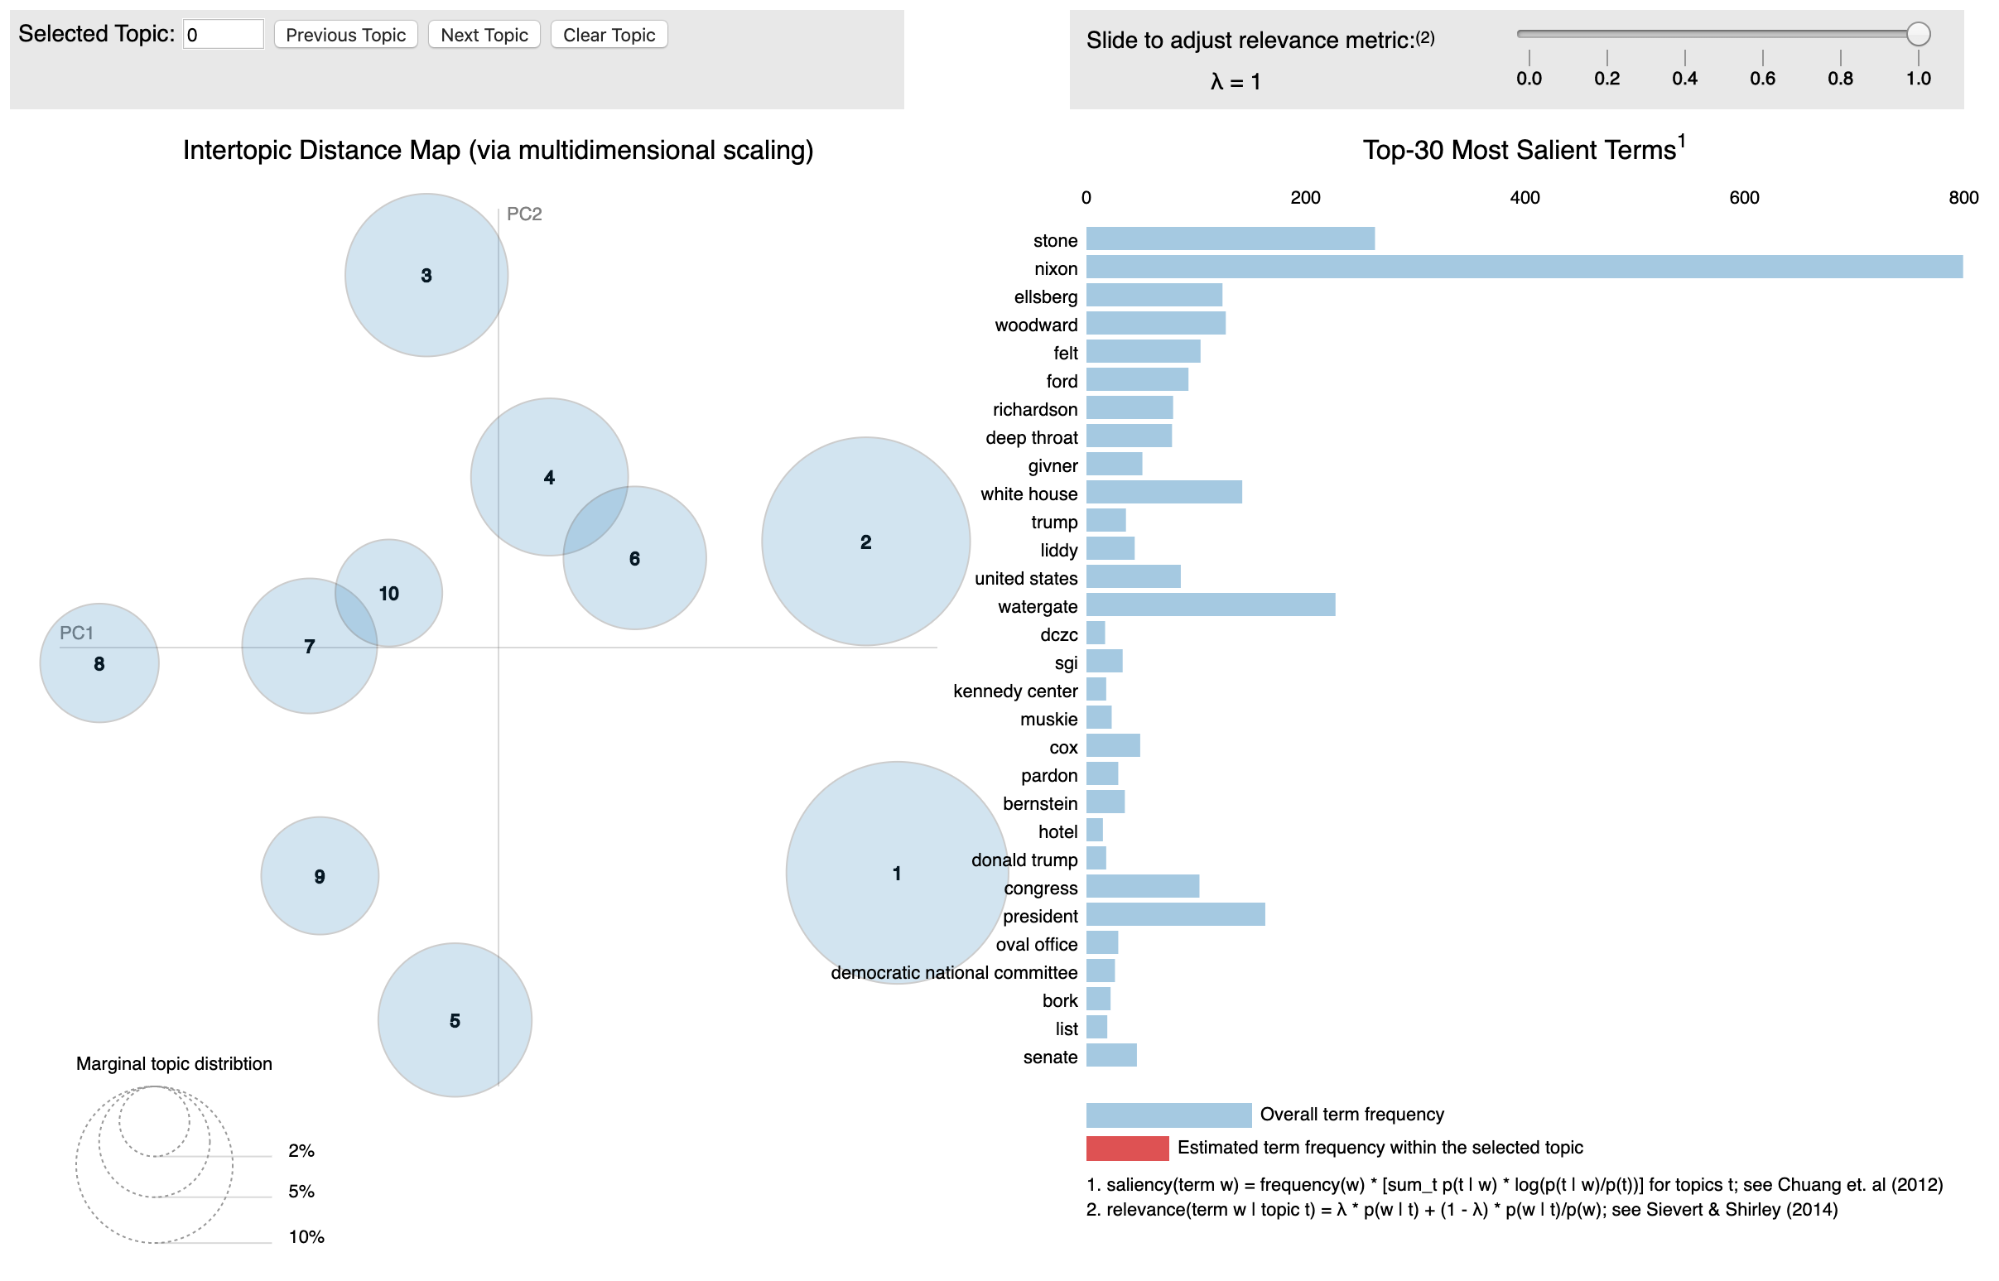 Selected Topic: 0 Previous Topic Next Topic Clear Topic
Slide to adjust relevance metric:(2)
λ = 1
0.0 0.2 0.4 0.6 0.8 1.0
Intertopic Distance Map (via multidimensional scaling)
PC2
3
4
6
2
10
7
PC1
8
9
1
5
Marginal topic distribtion
2%
5%
10%
Top-30 Most Salient Terms1
0 200 400 600 800
stone
nixon
ellsberg
woodward
felt
ford
richardson
deep throat
givner
white house
trump
liddy
united states
watergate
dczc
sgi
kennedy center
muskie
cox
pardon
bernstein
hotel
donald trump
congress
president
oval office
democratic national committee
bork
list
senate
Overall term frequency
Estimated term frequency within the selected topic
1. saliency(term w) = frequency(w) * [sum_t p(t | w) * log(p(t | w)/p(t))] for topics t; see Chuang et. al (2012)
2. relevance(term w | topic t) = λ * p(w | t) + (1 - λ) * p(w | t)/p(w); see Sievert & Shirley (2014)